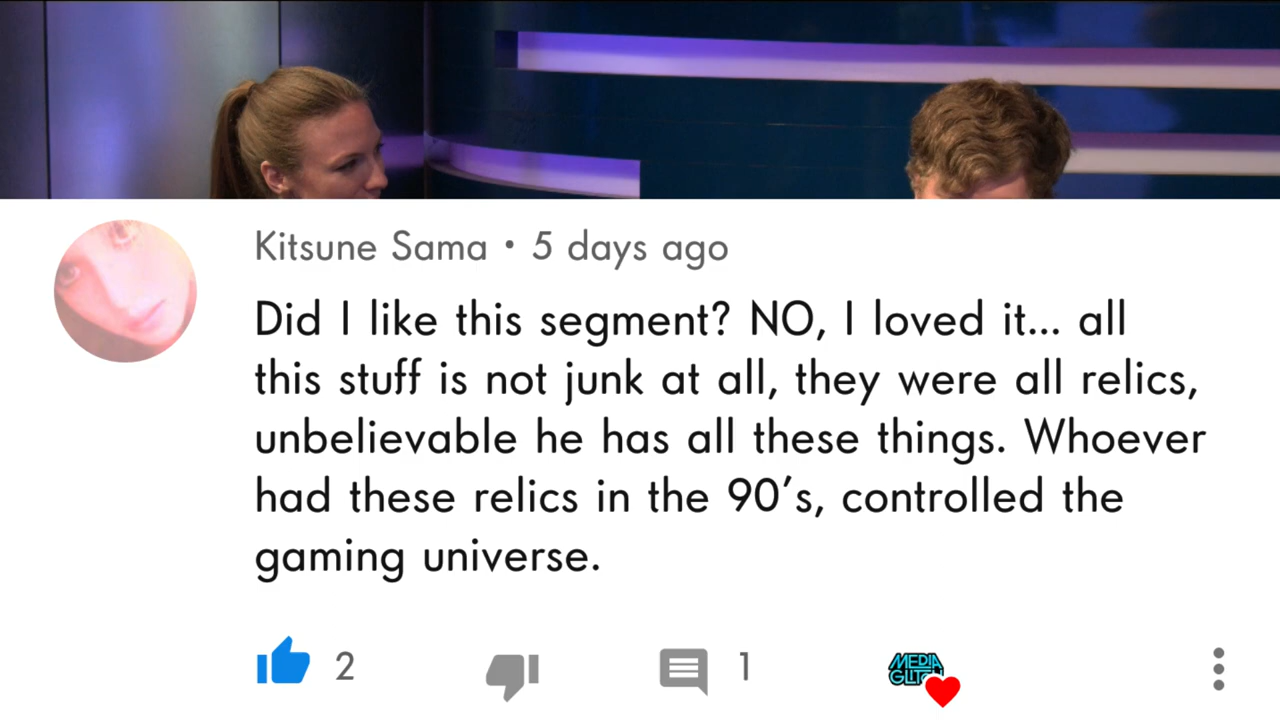 Kitsune Sama • 5 days ago
Did I like this segment? NO, I loved it... all
this stuff is not junk at all, they were all relics,
unbelievable he has all these things. Whoever
had these relics in the 90's, controlled the
gaming universe.
2 1
MEDIA
GLITCH